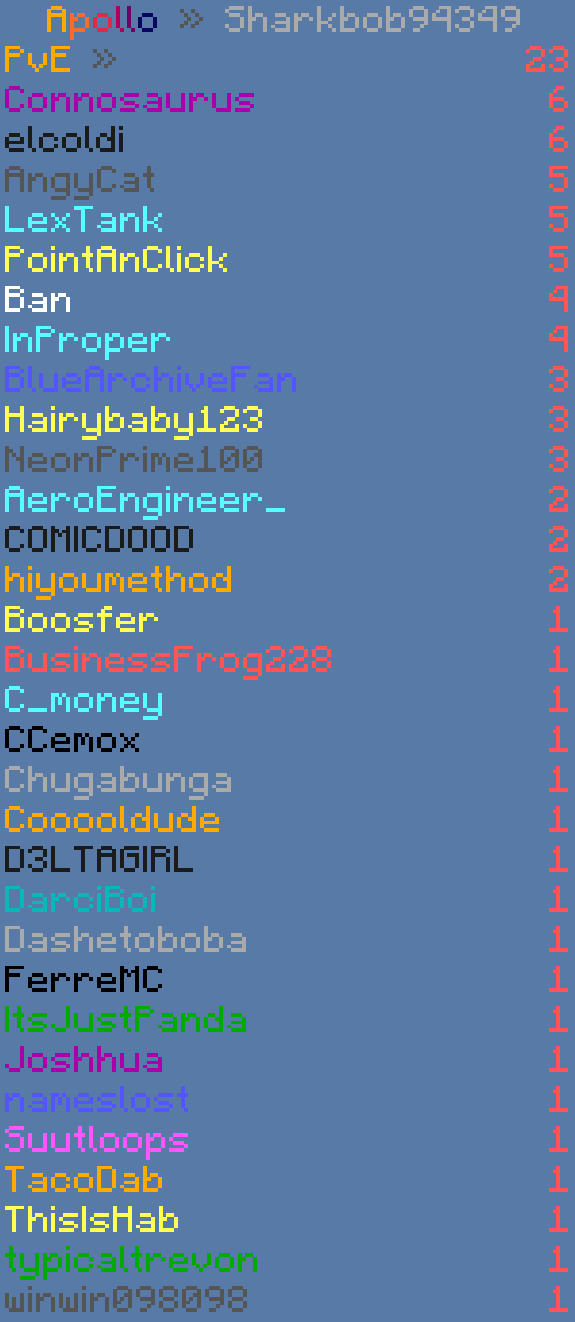 Apollo » Sharkbob94349
PvE » 23
Connosaurus 6
elcoldi 6
AngyCat 5
LexTank 5
PointAnClick 5
Ban 4
InProper 4
BlueArchiveFan 3
Hairybaby123 3
NeonPrime100 3
AeroEngineer_ 2
COMICDOOD 2
hiyoumethod 2
Boosfer 1
BusinessFrog228 1
C_money 1
CCemox 1
Chugabunga 1
Cooooldude 1
D3LTAGIRL 1
DarciBoi 1
Dashetoboba 1
FerreMC 1
ItsJustPanda 1
Joshhua 1
nameslost 1
Suutloops 1
TacoDab 1
ThisIsHab 1
typicaltrevon 1
winwin098098 1